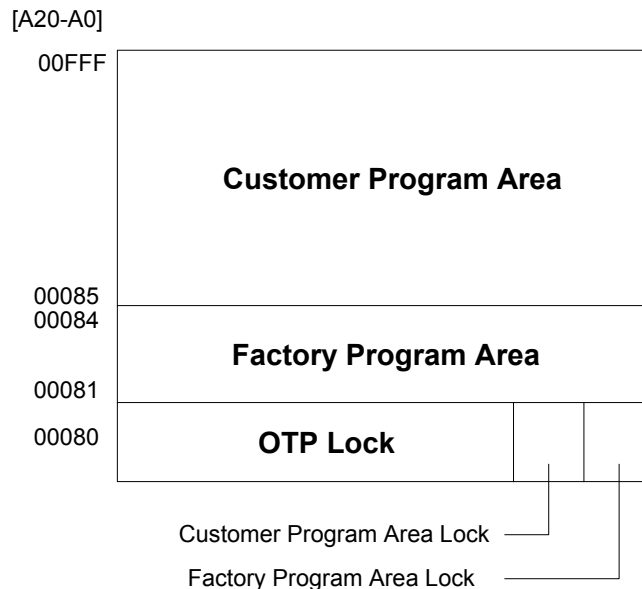 [A20-A0]
00FFF
Customer Program Area
00085
00084
Factory Program Area
00081
00080
OTP Lock
Customer Program Area Lock
Factory Program Area Lock